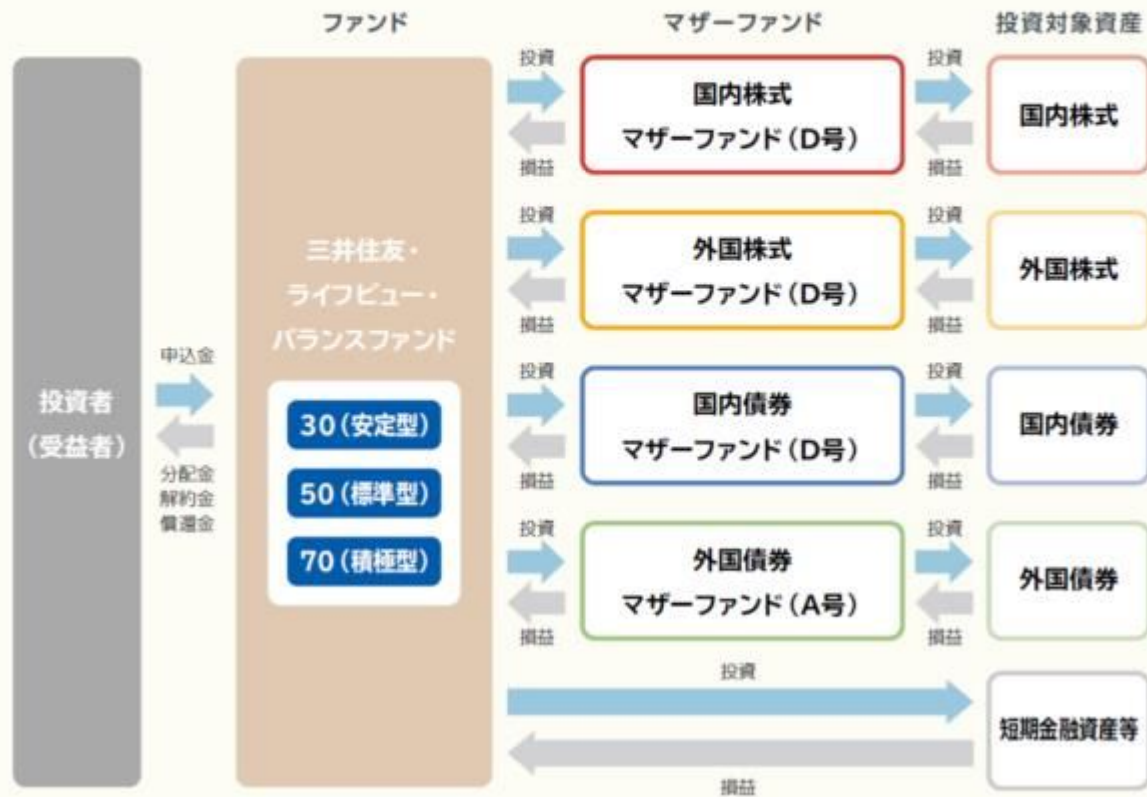 ファンド
マザーファンド
投資対象資産
投資者
(受益者)
申込金
分配金
解約金
償還金
三井住友・
ライフビュー・
バランスファンド
30(安定型)
50(標準型)
70(積極型)
投資
損益
国内株式
マザーファンド(D号)
投資
損益
国内株式
投資
損益
外国株式
マザーファンド(D号)
投資
損益
外国株式
投資
損益
国内債券
マザーファンド(D号)
投資
損益
国内債券
投資
損益
外国債券
マザーファンド(A号)
投資
損益
外国債券
投資
損益
短期金融資産等